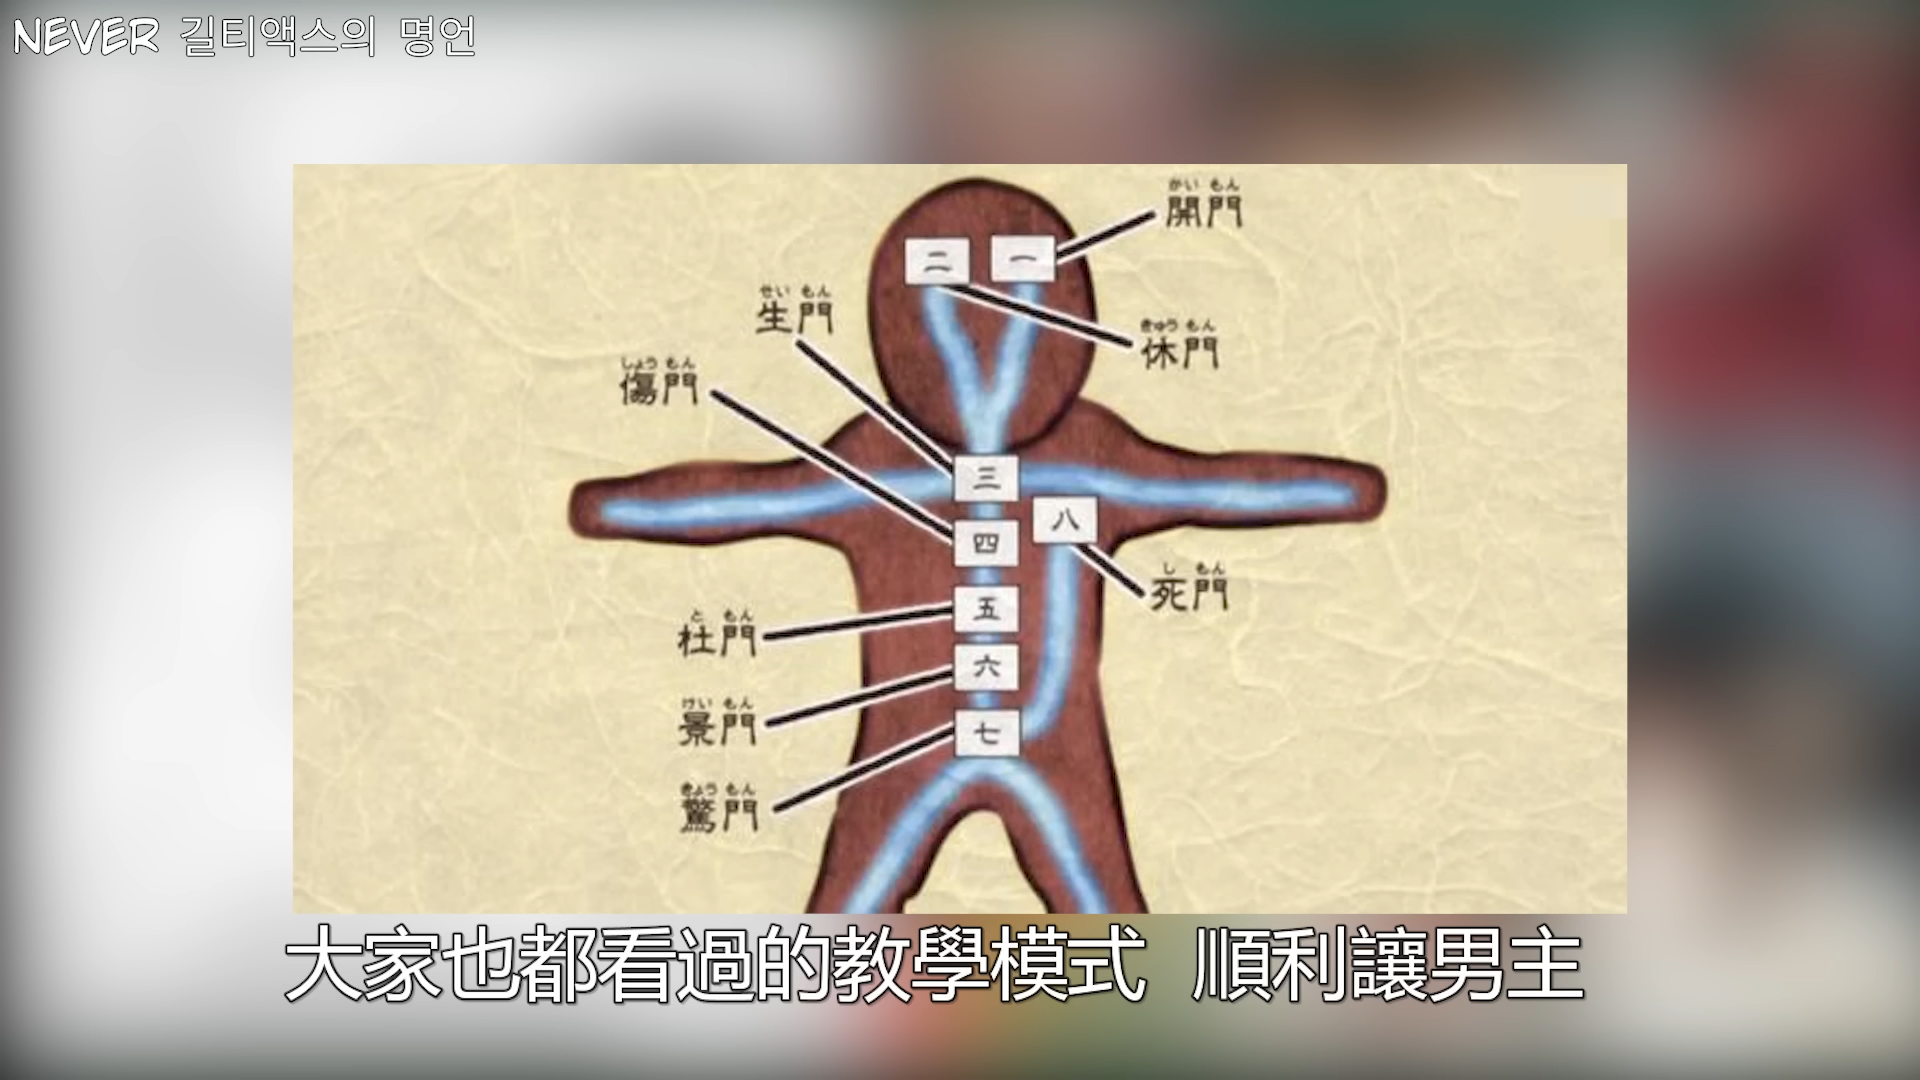 NEVER 길티액스의 명언
かいもん
開門
二
一
せいもん
生門
きゅうもん
休門
しょうもん
傷門
三
八
四
しもん
死門
五
ともん
杜門
六
けいもん
景門
七
きょうもん
驚門
大家也都看過的教學模式 順利讓男主